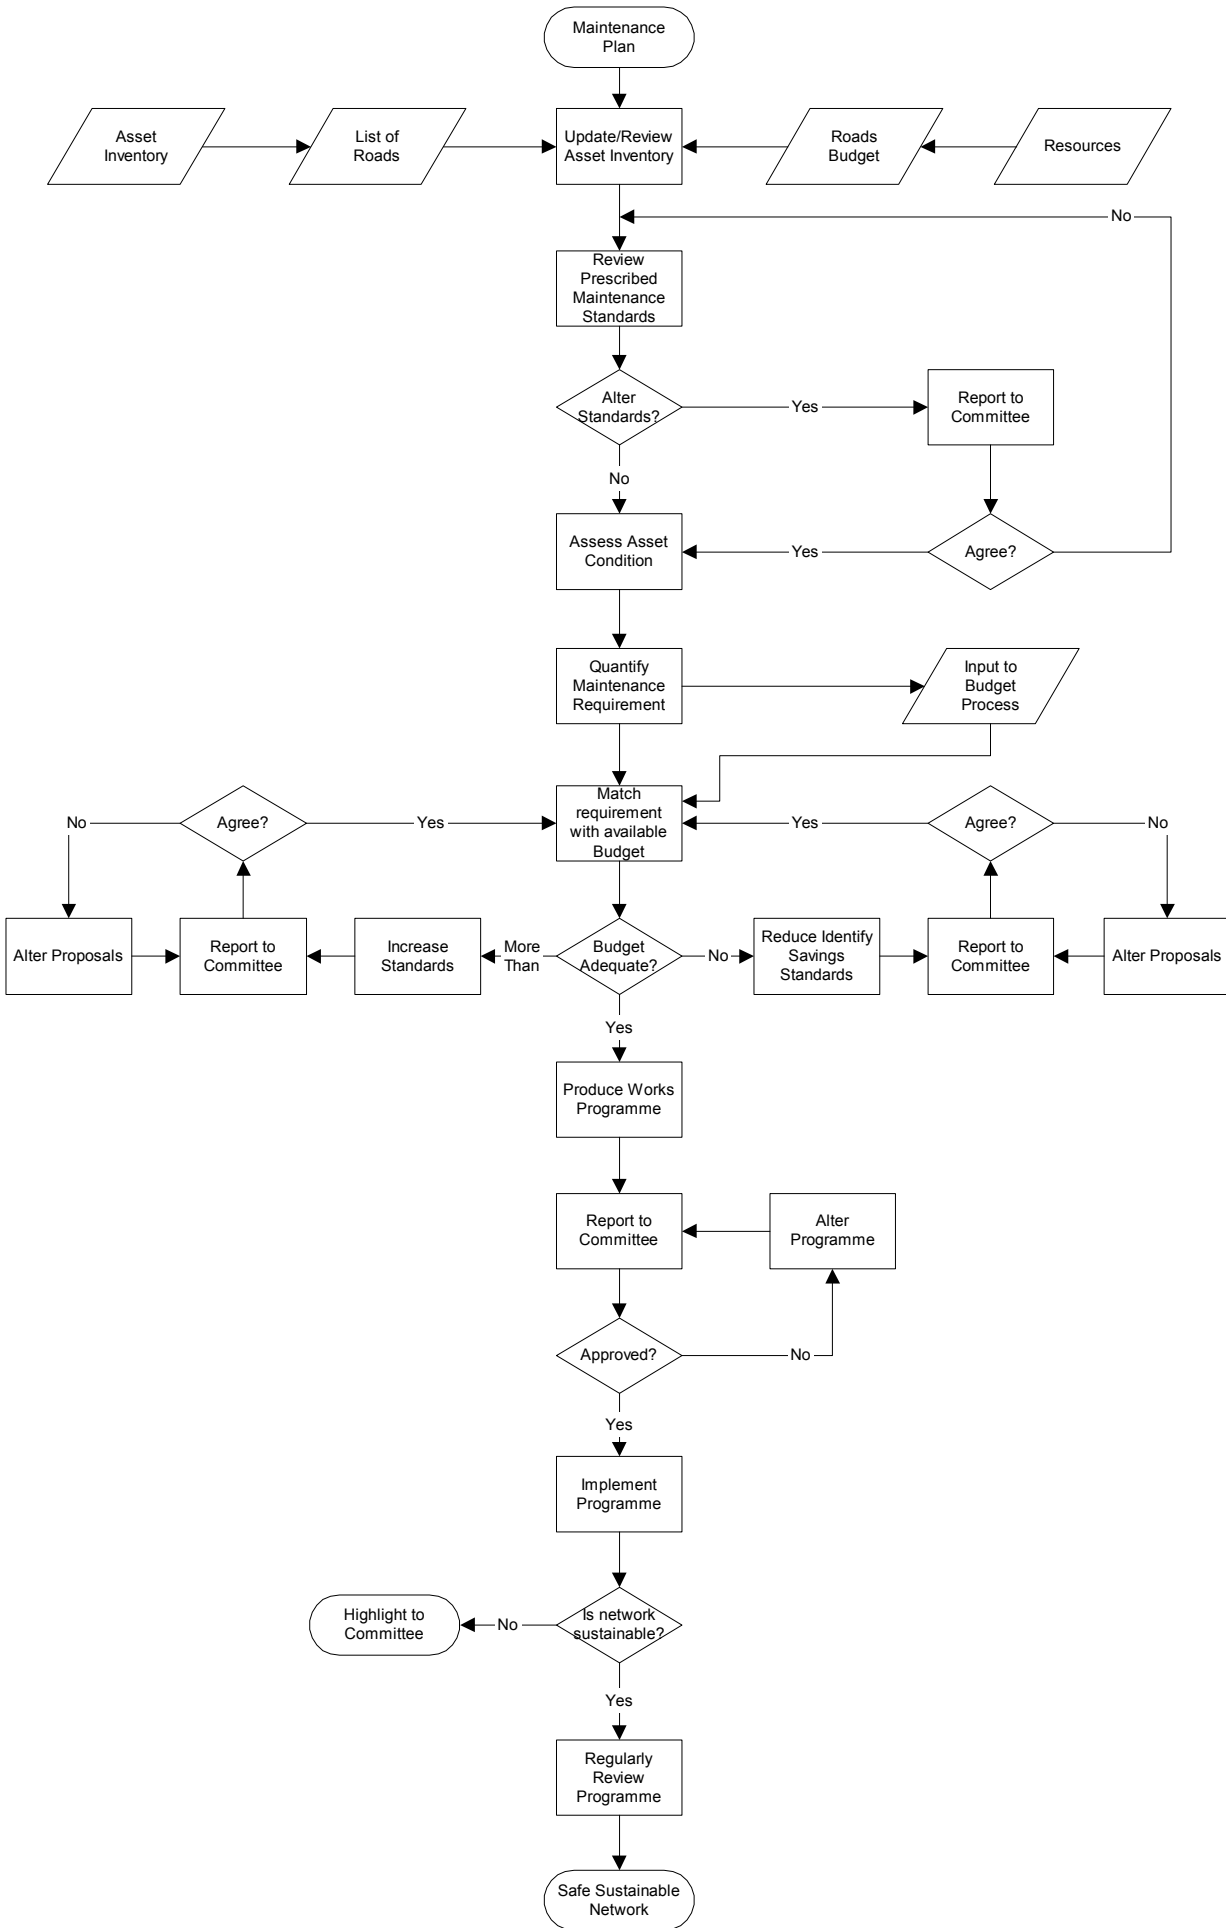 Maintenance
Plan
Asset
Inventory
List of
Roads
Update/Review
Asset Inventory
Roads
Budget
Resources
No
Review
Prescribed
Maintenance
Standards
Alter
Standards?
Yes
Report to
Committee
No
Assess Asset
Condition
Yes
Agree?
Quantify
Maintenance
Requirement
Input to
Budget
Process
No
Agree?
Yes
Match
requirement
with available
Budget
Yes
Agree?
No
Alter Proposals
Report to
Committee
Increase
Standards
More
Than
Budget
Adequate?
No
Reduce Identify
Savings
Standards
Report to
Committee
Alter Proposals
Yes
Produce Works
Programme
Report to
Committee
Alter
Programme
Approved?
No
Yes
Implement
Programme
Highlight to
Committee
No
Is network
sustainable?
Yes
Regularly
Review
Programme
Safe Sustainable
Network